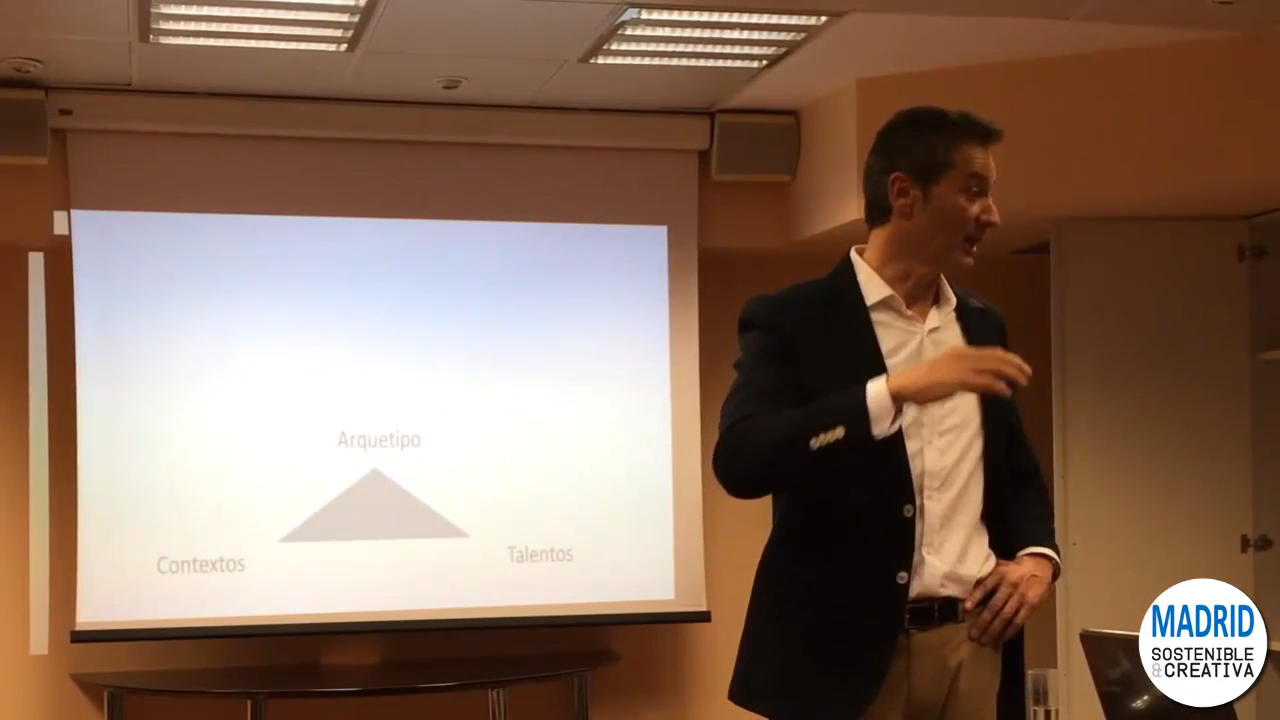 Arquetipo
Contextos
Talentos
MADRID
SOSTENIBLE
&CREATIVA